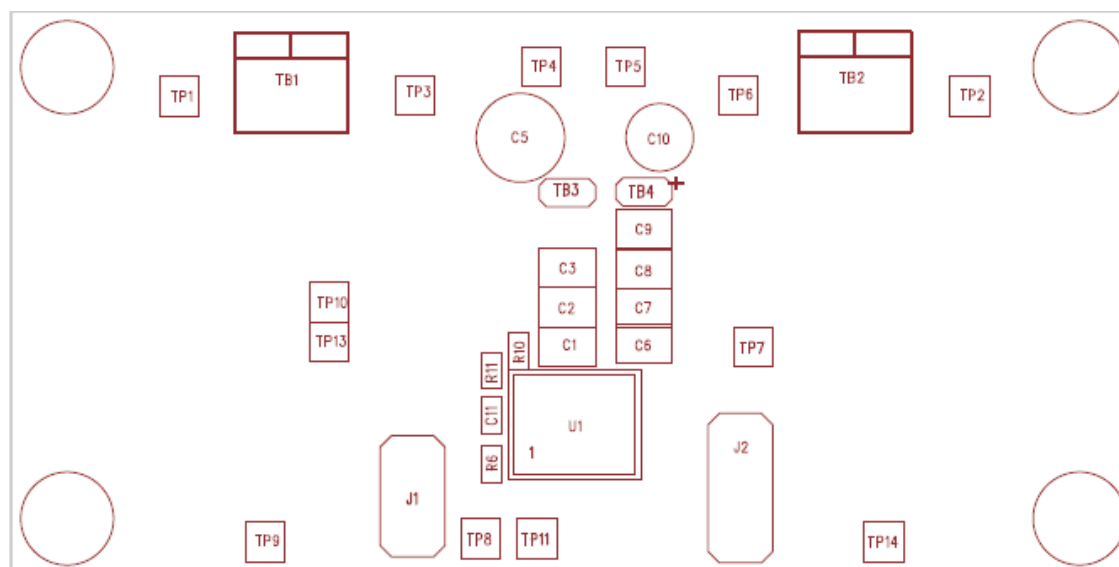 TP4
TP5
TB1
TB2
TP1
TP3
TP6
TP2
C5
C10
TB3
TB4
+
C9
C3
C8
TP10
C2
C7
TP13
R10
C1
C6
TP7
R11
C11
U1
1
J2
R6
J1
TP9
TP8
TP11
TP14